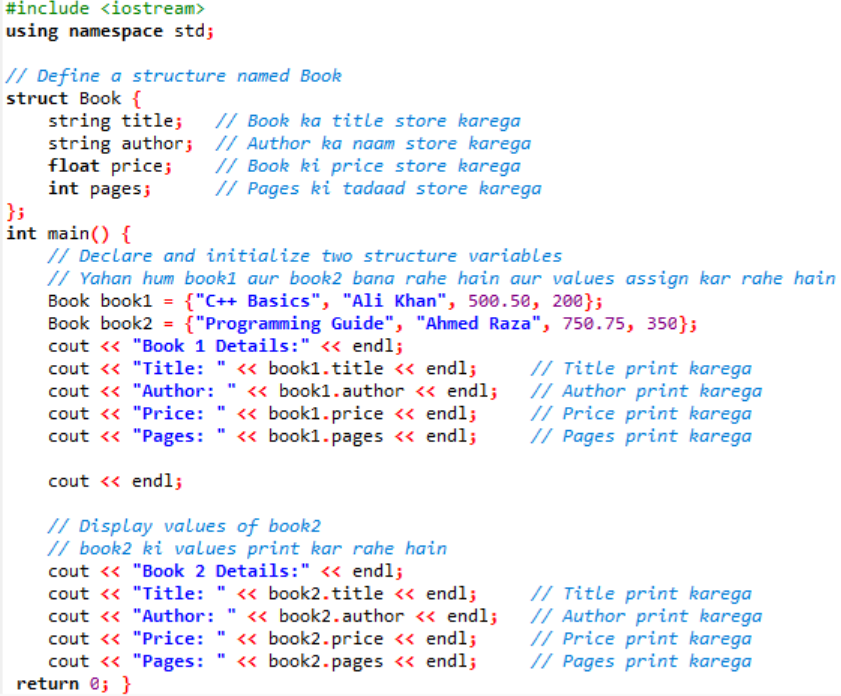 #include <iostream>
using namespace std;
// Define a structure named Book
struct Book {
string title;   // Book ka title store karega
string author;  // Author ka naam store karega
float price;    // Book ki price store karega
int pages;      // Pages ki tadaad store karega
};
int main() {
// Declare and initialize two structure variables
// Yahan hum book1 aur book2 bana rahe hain aur values assign kar rahe hain
Book book1 = {"C++ Basics", "Ali Khan", 500.50, 200};
Book book2 = {"Programming Guide", "Ahmed Raza", 750.75, 350};
cout << "Book 1 Details:" << endl;
cout << "Title: " << book1.title << endl;     // Title print karega
cout << "Author: " << book1.author << endl;   // Author print karega
cout << "Price: " << book1.price << endl;     // Price print karega
cout << "Pages: " << book1.pages << endl;     // Pages print karega
cout << endl;
// Display values of book2
// book2 ki values print kar rahe hain
cout << "Book 2 Details:" << endl;
cout << "Title: " << book2.title << endl;     // Title print karega
cout << "Author: " << book2.author << endl;   // Author print karega
cout << "Price: " << book2.price << endl;     // Price print karega
cout << "Pages: " << book2.pages << endl;     // Pages print karega
return 0; }